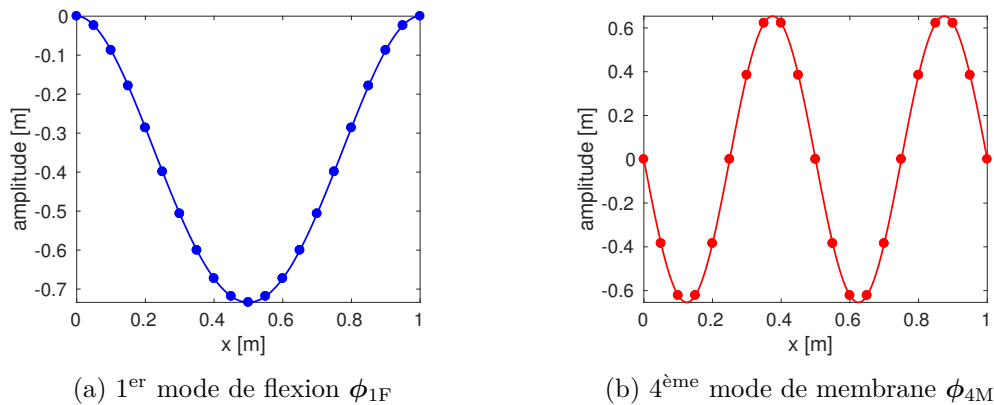 0
-0.1
-0.2
-0.3
-0.4
-0.5
-0.6
-0.7
amplitude [m]
0 0.2 0.4 0.6 0.8 1
x [m]
(a) 1er mode de flexion ϕ1F
0.6
0.4
0.2
0
-0.2
-0.4
-0.6
amplitude [m]
0 0.2 0.4 0.6 0.8 1
x [m]
(b) 4ème mode de membrane ϕ4M